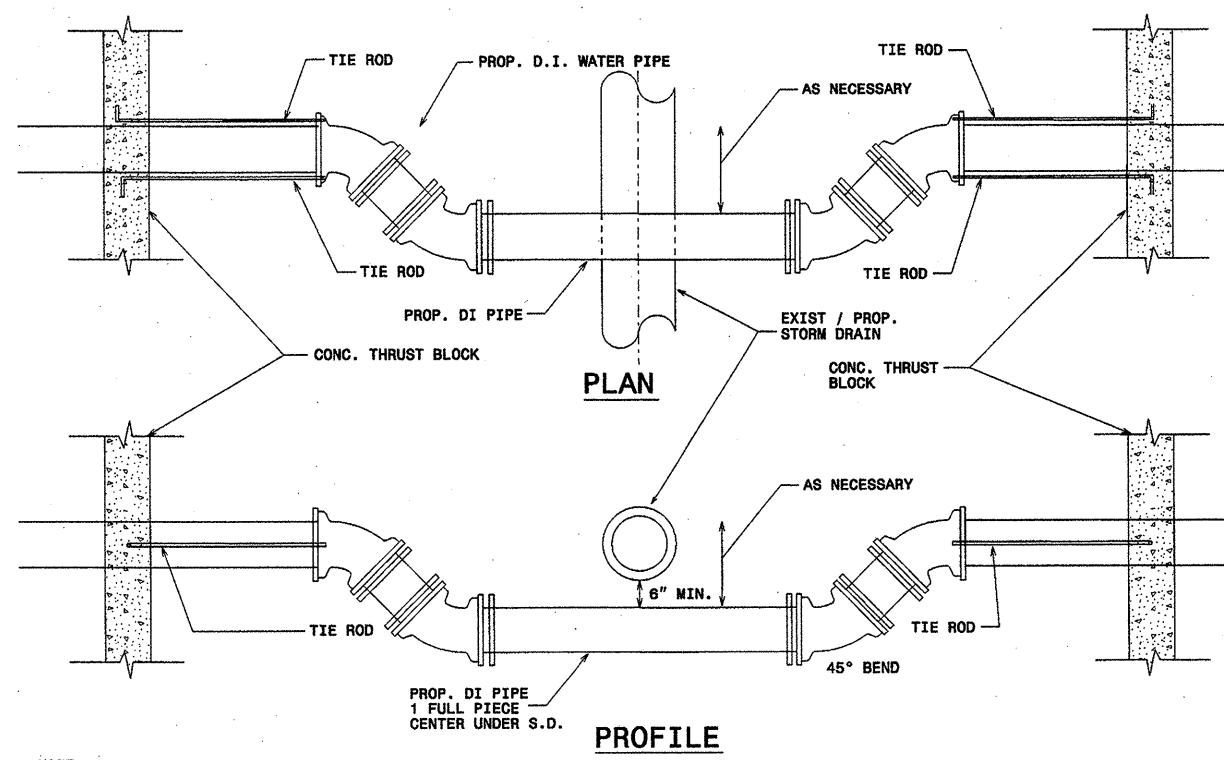 TIE ROD
PROP. D.I. WATER PIPE
AS NECESSARY
TIE ROD
TIE ROD
TIE ROD
PROP. DI PIPE
EXIST / PROP.
STORM DRAIN
CONC. THRUST BLOCK
CONC. THRUST
BLOCK
PLAN
AS NECESSARY
6" MIN.
TIE ROD
TIE ROD
45° BEND
PROP. DI PIPE
1 FULL PIECE
CENTER UNDER S.D.
PROFILE